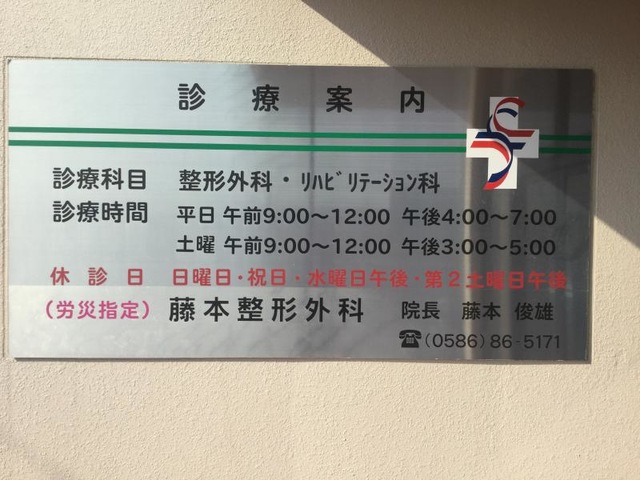 診療案内
診療科目 整形外科・ﾘﾊﾋﾞﾘﾃｰｼｮﾝ科
診療時間 平日 午前9:00～12:00 午後4:00～7:00
土曜 午前9:00～12:00 午後3:00～5:00
休診日 日曜日・祝日・水曜日午後・第2土曜日午後
(労災指定) 藤本整形外科 院長 藤本 俊雄
☎(0586)86-5171